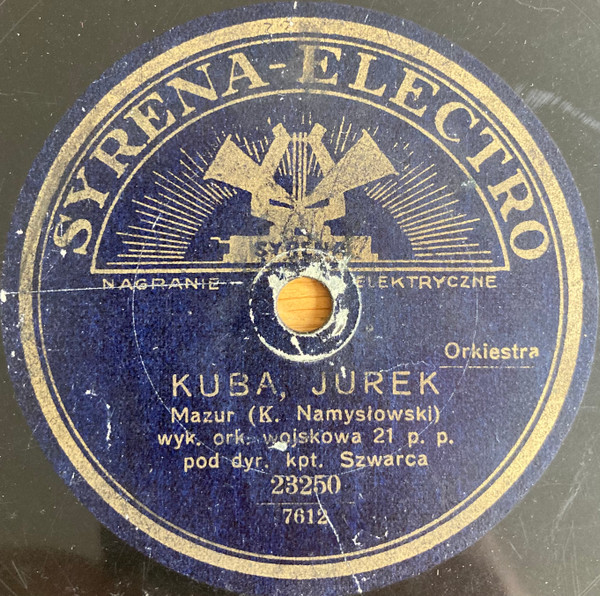 SYRENA-ELECTRO
SYRENA
NAGRANIE - ELEKTRYCZNE
Orkiestra
KUBA, JUREK
Mazur (K. Namysłowski)
wyk. ork. wojskowa 21 p. p.
pod dyr. kpt. Szwarca
23250
7612